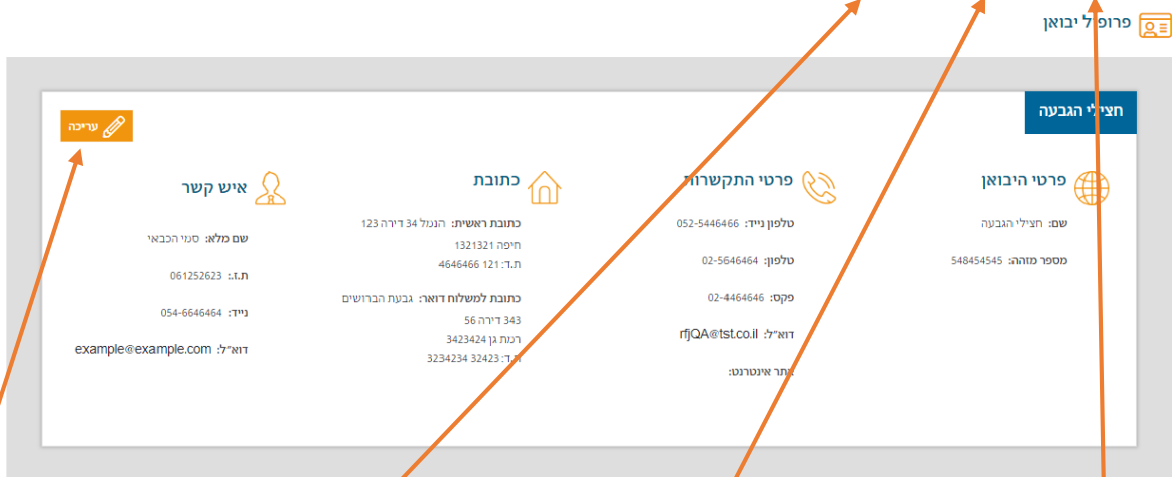 פרופיל יבואן
חצילי הגבעה
עריכה
פרטי היבואן
שם: חצילי הגבעה
מספר מזהה: 548454545
פרטי התקשרות
טלפון נייד: 052-5446466
טלפון: 02-5646464
פקס: 02-4464646
דוא"ל: rfjQA@tst.co.il
אתר אינטרנט:
כתובת
כתובת ראשית: הנמל 34 דירה 123
חיפה 1321321
ת.ד: 121 4646466
כתובת למשלוח דואר: גבעת הברושים
343 דירה 56
רמת גן 3423424
ת.ד: 32423 3234234
איש קשר
שם מלא: סמי הכבאי
ת.ז.: 061252623
נייד: 054-6646464
דוא"ל: example@example.com